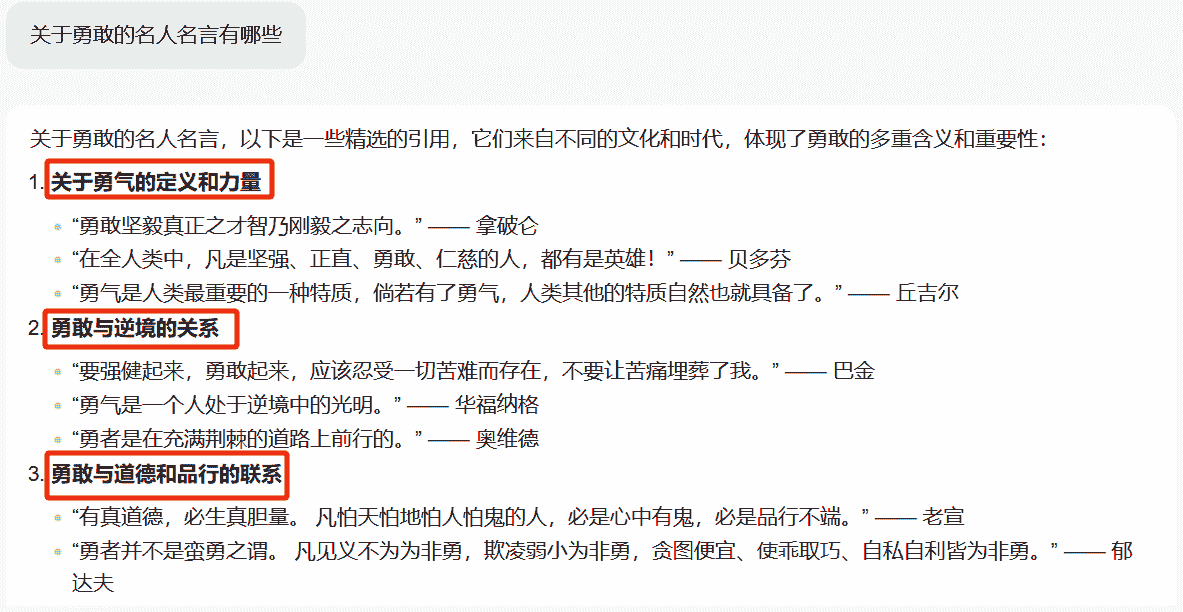 关于勇敢的名人名言有哪些
关于勇敢的名人名言，以下是一些精选的引用，它们来自不同的文化和时代，体现了勇敢的多重含义和重要性：
1. 关于勇气的定义和力量
“勇敢坚毅真正之才智乃刚毅之志向。” —— 拿破仑
“在全人类中，凡是坚强、正直、勇敢、仁慈的人，都有是英雄！” —— 贝多芬
“勇气是人类最重要的一种特质，倘若有了勇气，人类其他的特质自然也就具备了。” —— 丘吉尔
2. 勇敢与逆境的关系
“要强健起来，勇敢起来，应该忍受一切苦难而存在，不要让苦痛埋葬了我。” —— 巴金
“勇气是一个人处于逆境中的光明。” —— 华福纳格
“勇者是在充满荆棘的道路上前行的。” —— 奥维德
3. 勇敢与道德和品行的联系
“有真道德，必生真胆量。 凡怕天怕地怕人怕鬼的人，必是心中有鬼，必是品行不端。” —— 老宣
“勇者并不是蛮勇之谓。 凡见义不为为非勇，欺凌弱小为非勇，贪图便宜、使乖取巧、自私自利皆为非勇。” —— 郁
达夫